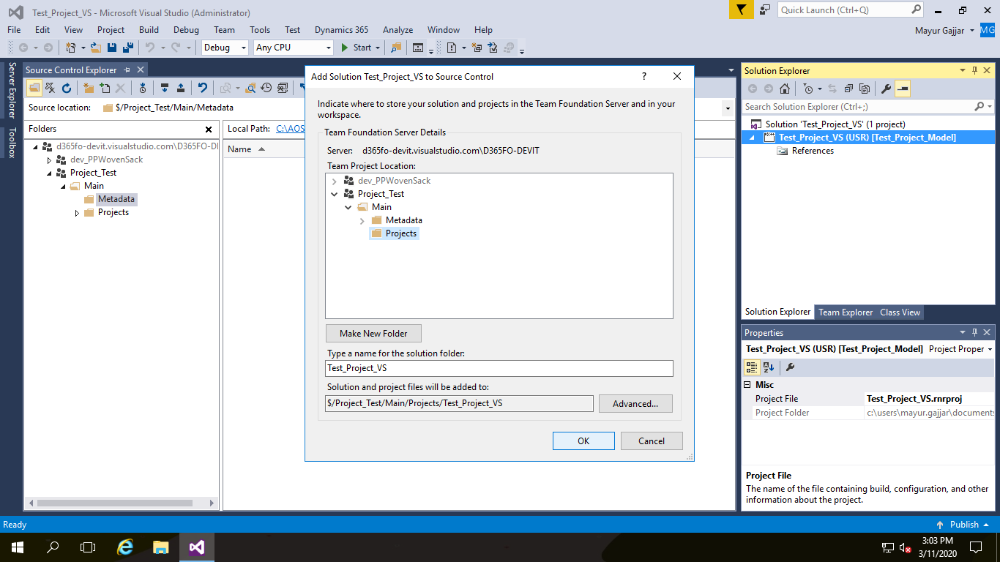 Test_Project_VS - Microsoft Visual Studio (Administrator)
Quick Launch (Ctrl+Q)
File Edit View Project Build Debug Team Tools Test Dynamics 365 Analyze Window Help
Mayur Gajjar MG
Debug Any CPU Start
Server Explorer
Toolbox
Source Control Explorer
Source location: $/Project_Test/Main/Metadata
Folders
d365fo-devit.visualstudio.com\D365FO-DE
dev_PPWovenSack
Project_Test
Main
Metadata
Projects
Local Path: C:\AOS
Name
Add Solution Test_Project_VS to Source Control
?
Indicate where to store your solution and projects in the Team Foundation Server and in your
workspace.
Team Foundation Server Details
Server: d365fo-devit.visualstudio.com\D365FO-DEVIT
Team Project Location:
dev_PPWovenSack
Project_Test
Main
Metadata
Projects
Make New Folder
Type a name for the solution folder:
Test_Project_VS
Solution and project files will be added to:
$/Project_Test/Main/Projects/Test_Project_VS
Advanced...
OK Cancel
Solution Explorer
Search Solution Explorer (Ctrl+;)
Solution 'Test_Project_VS' (1 project)
Test_Project_VS (USR) [Test_Project_Model]
References
Solution Explorer Team Explorer Class View
Properties
Test_Project_VS (USR) [Test_Project_Model] Project Proper
Misc
Project File Test_Project_VS.rnrproj
Project Folder c:\users\mayur.gajjar\documents
Project File
The name of the file containing build, configuration, and other
information about the project.
Ready
Publish
3:03 PM
3/11/2020